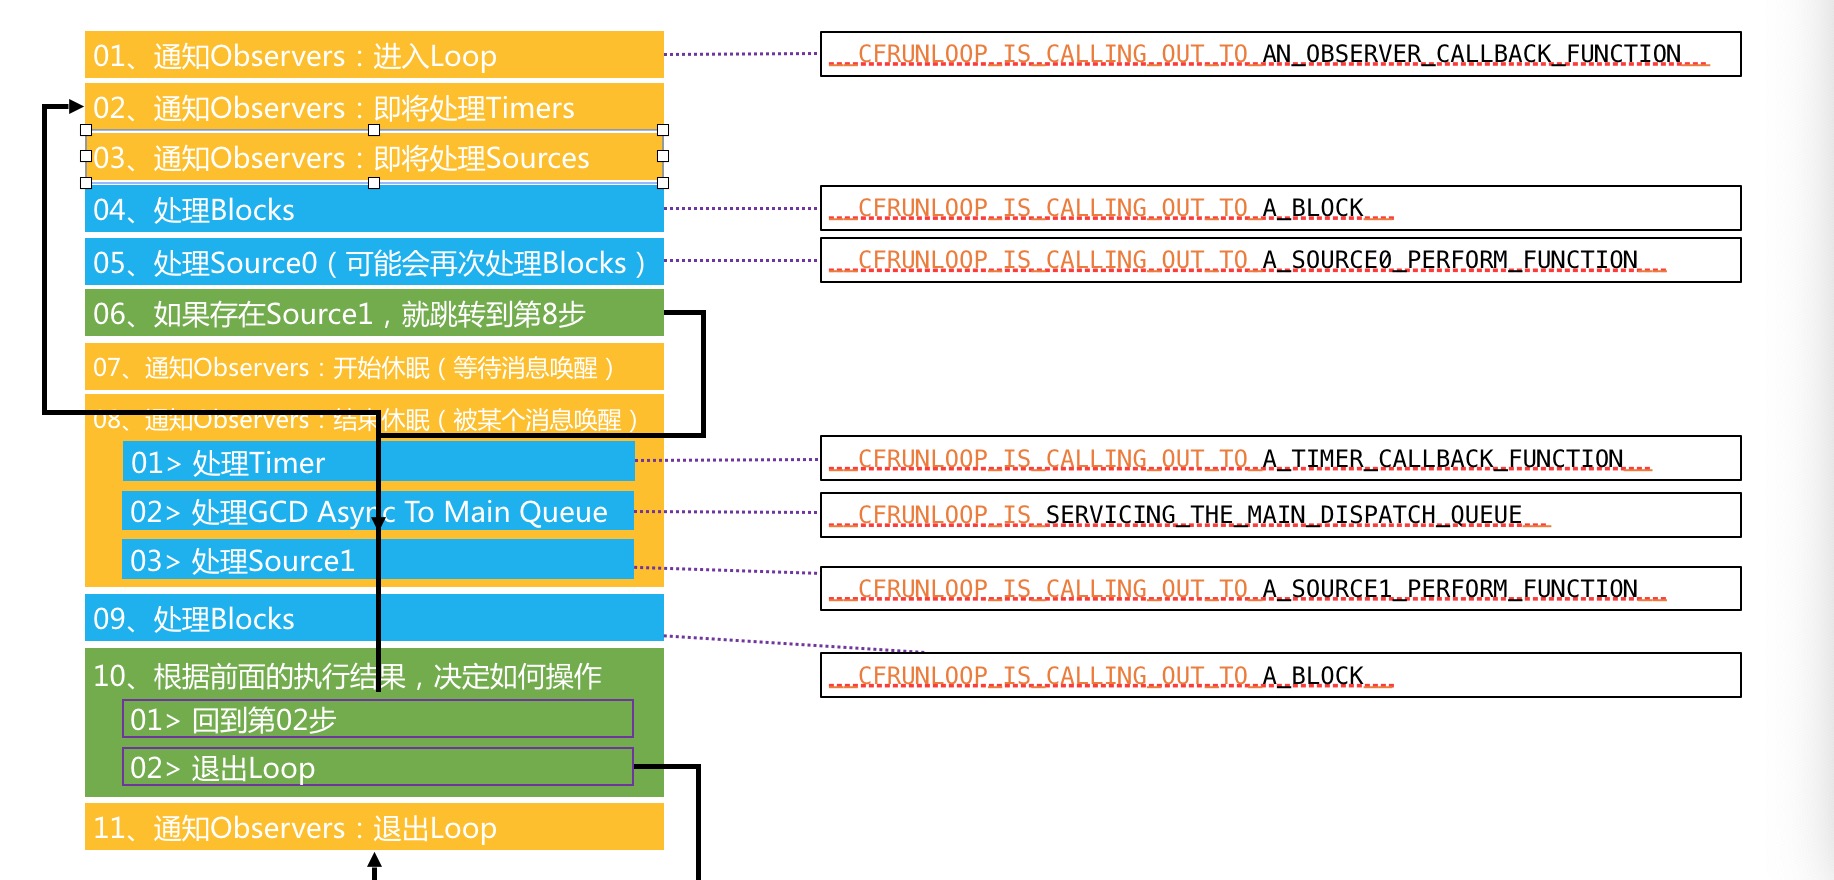 01、通知Observers：进入Loop
__CFRUNLOOP_IS_CALLING_OUT_TO_AN_OBSERVER_CALLBACK_FUNCTION__
02、通知Observers：即将处理Timers
03、通知Observers：即将处理Sources
04、处理Blocks
__CFRUNLOOP_IS_CALLING_OUT_TO_A_BLOCK__
05、处理Source0（可能会再次处理Blocks）
__CFRUNLOOP_IS_CALLING_OUT_TO_A_SOURCE0_PERFORM_FUNCTION__
06、如果存在Source1，就跳转到第8步
07、通知Observers：开始休眠（等待消息唤醒）
08、通知Observers：结束休眠（被某个消息唤醒）
01> 处理Timer
__CFRUNLOOP_IS_CALLING_OUT_TO_A_TIMER_CALLBACK_FUNCTION__
02> 处理GCD Async To Main Queue
__CFRUNLOOP_IS_SERVICING_THE_MAIN_DISPATCH_QUEUE__
03> 处理Source1
__CFRUNLOOP_IS_CALLING_OUT_TO_A_SOURCE1_PERFORM_FUNCTION__
09、处理Blocks
__CFRUNLOOP_IS_CALLING_OUT_TO_A_BLOCK__
10、根据前面的执行结果，决定如何操作
01> 回到第02步
02> 退出Loop
11、通知Observers：退出Loop